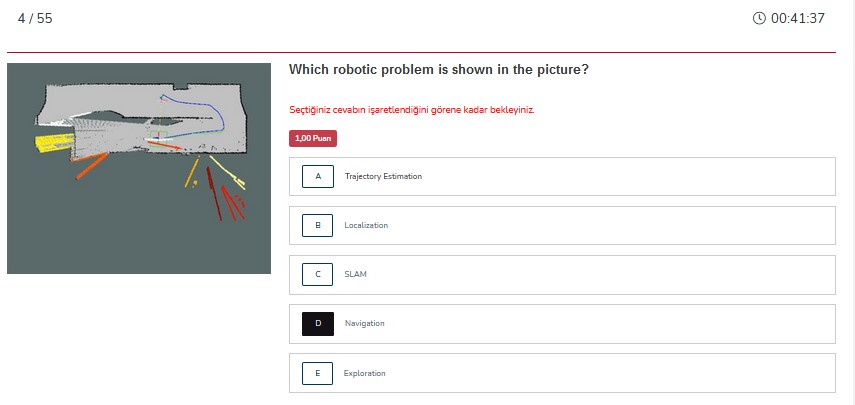 4 / 55
00:41:37
Which robotic problem is shown in the picture?
Seçtiğiniz cevabın işaretlendiğini görene kadar bekleyiniz.
1,00 Puan
A Trajectory Estimation
B Localization
C SLAM
D Navigation
E Exploration